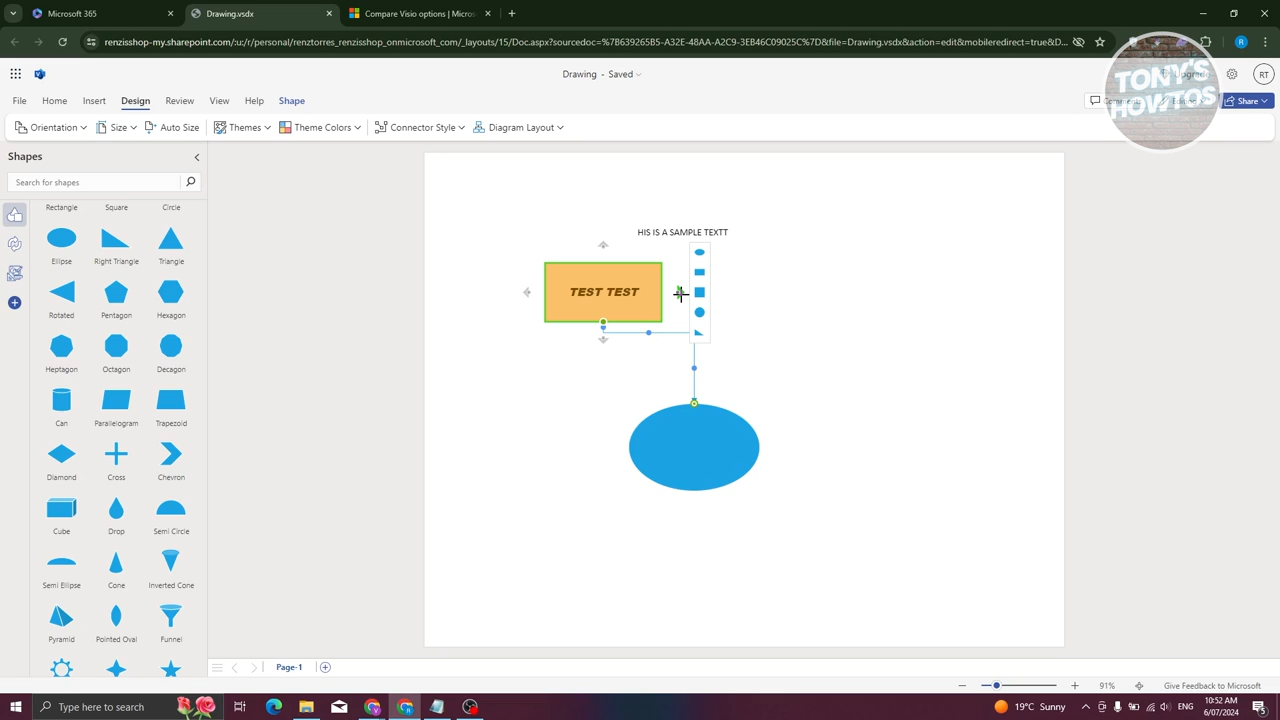 Microsoft 365
Drawing.vsdx
Compare Visio options | Micros
renzisshop-my.sharepoint.com/:u:/r/personal/renztorres_renzisshop_onmicrosoft_com/_layouts/15/Doc.aspx?sourcedoc=%7B639265B5-A32E-48AA-A2C9-3EB46C09025C%7D&file=Drawing.vsdx&action=edit&mobileredirect=true&D...
R
Drawing - Saved
RT
TONY'S
HOWTOS
File
Home
Insert
Design
Review
View
Help
Shape
Share
Orientation
Size
Auto Size
Themes
Theme Colors
Connector Style
Diagram Layout
Shapes
Search for shapes
Rectangle
Square
Circle
Ellipse
Right Triangle
Triangle
Rotated
Pentagon
Hexagon
Heptagon
Octagon
Decagon
Can
Parallelogram
Trapezoid
Diamond
Cross
Chevron
Cube
Drop
Semi Circle
Semi Ellipse
Cone
Inverted Cone
Pyramid
Pointed Oval
Funnel
HIS IS A SAMPLE TEXTT
TEST TEST
Page-1
91%
Give Feedback to Microsoft
Type here to search
19°C Sunny
ENG
10:52 AM
6/07/2024